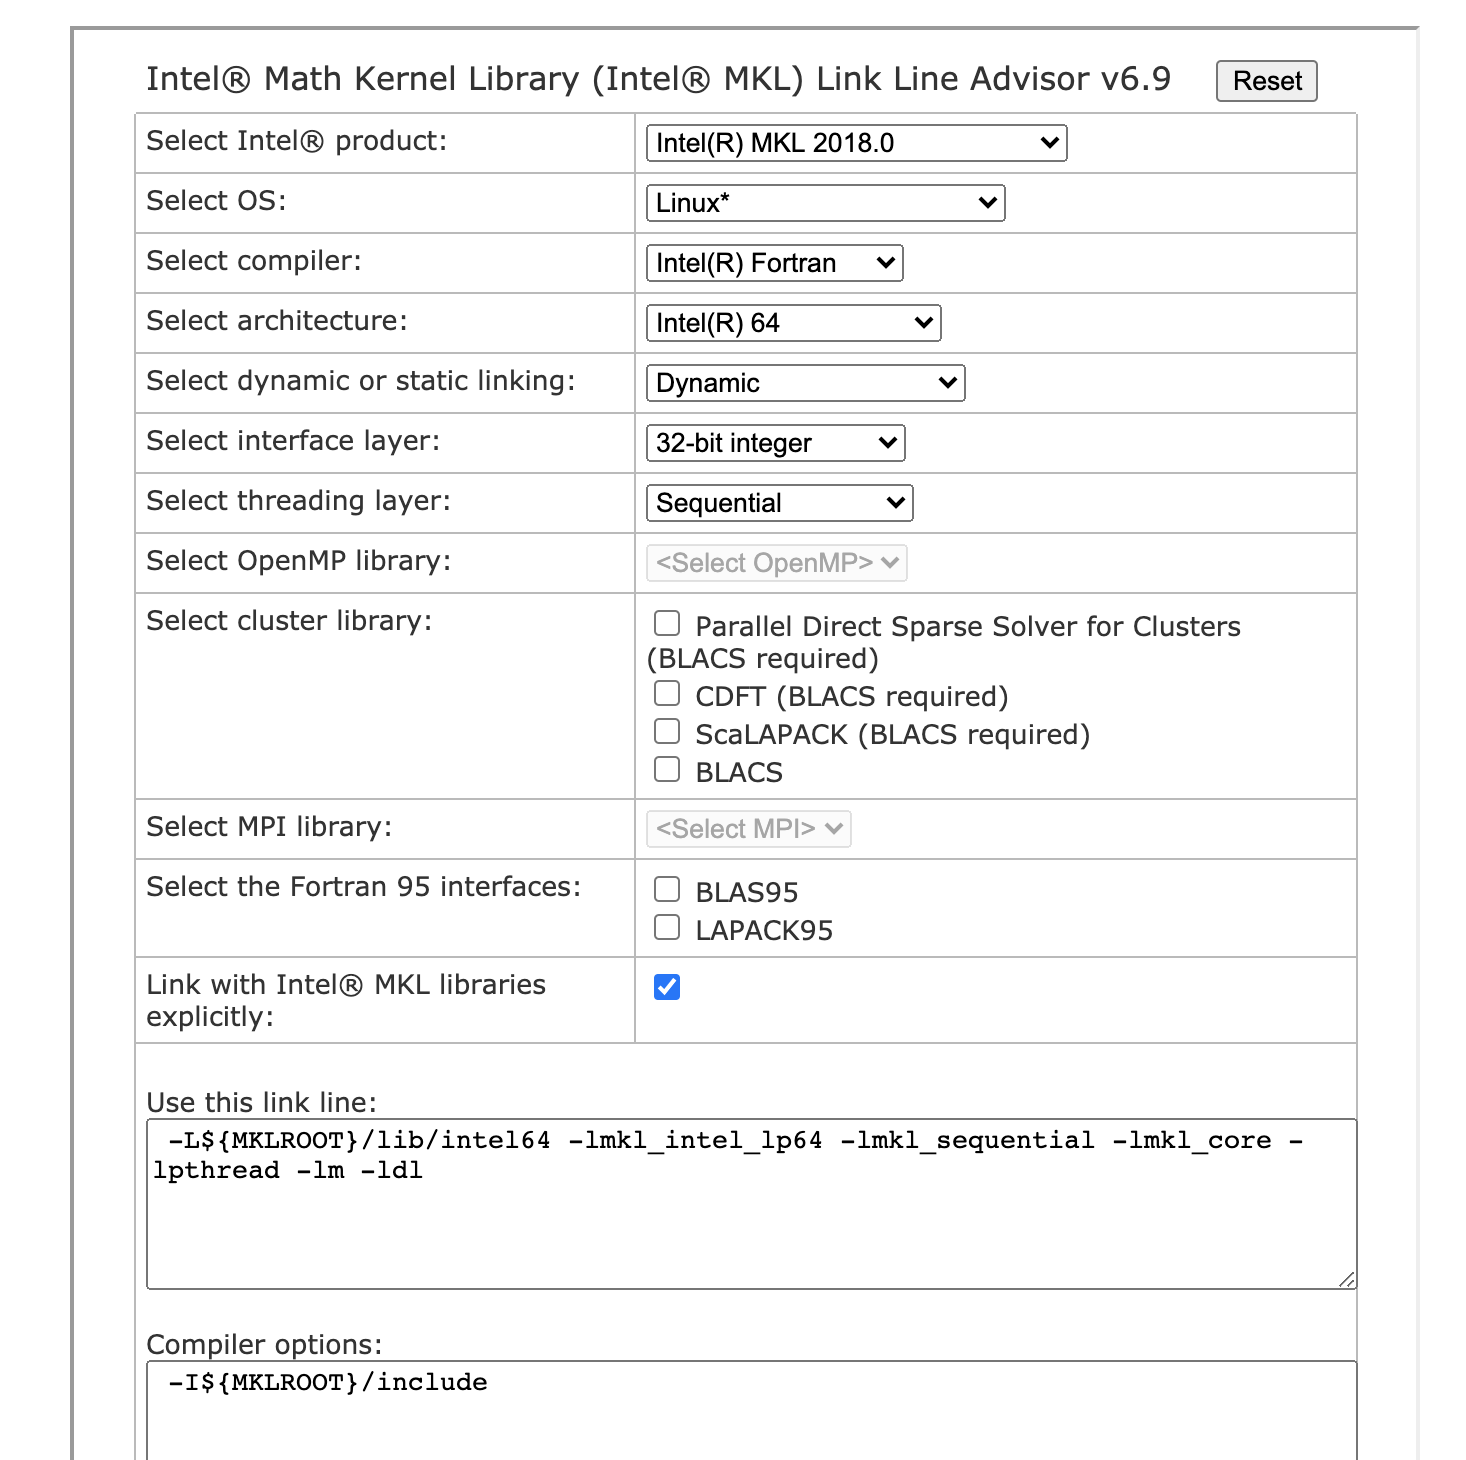 Intel® Math Kernel Library (Intel® MKL) Link Line Advisor v6.9 Reset
Select Intel® product: Intel(R) MKL 2018.0
Select OS: Linux*
Select compiler: Intel(R) Fortran
Select architecture: Intel(R) 64
Select dynamic or static linking: Dynamic
Select interface layer: 32-bit integer
Select threading layer: Sequential
Select OpenMP library: <Select OpenMP>
Select cluster library: Parallel Direct Sparse Solver for Clusters
(BLACS required)
CDFT (BLACS required)
ScaLAPACK (BLACS required)
BLACS
Select MPI library: <Select MPI>
Select the Fortran 95 interfaces: BLAS95
LAPACK95
Link with Intel® MKL libraries
explicitly:
Use this link line:
-L${MKLROOT}/lib/intel64 -lmkl_intel_lp64 -lmkl_sequential -lmkl_core -
lpthread -lm -ldl
Compiler options:
-I${MKLROOT}/include